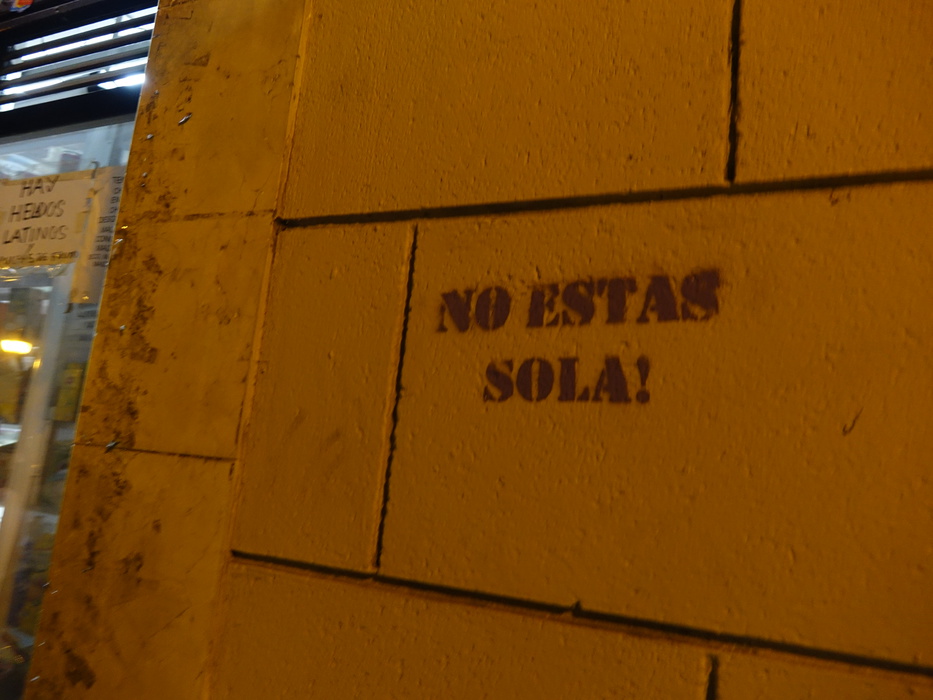 HAY
HELADOS
LATINOS
Y
NO ESTAS
SOLA!